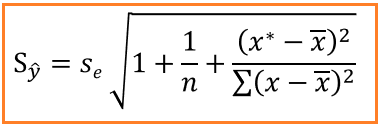 S_ŷ = s_e √(1 + 1/n + (x* − x̄)² / ∑(x − x̄)²)